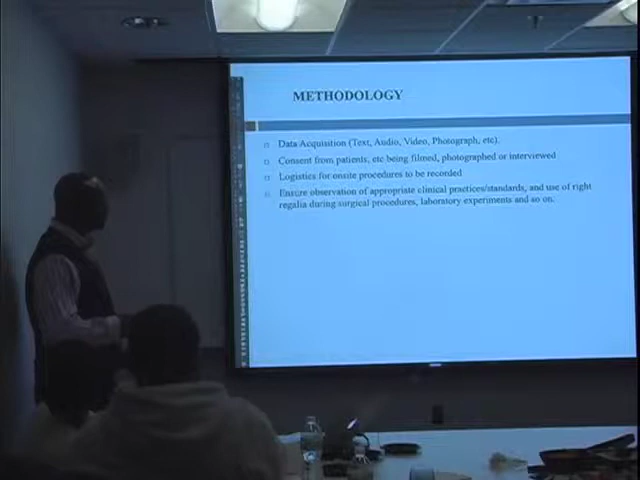 METHODOLOGY
Data Acquisition (Text, Audio, Video, Photograph, etc).
Consent from patients, etc being filmed, photographed or interviewed
Logistics for onsite procedures to be recorded
Ensure observation of appropriate clinical practices/standards, and use of right
regalia during surgical procedures, laboratory experiments and so on.